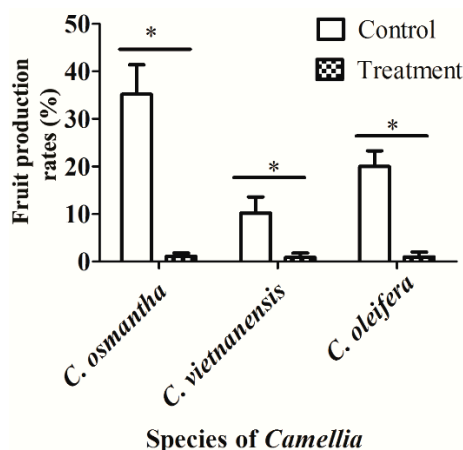 Control
Treatment
Fruit production
rates (%)
50
40
30
20
10
0
*
*
*
C. osmantha
C. vietnanensis
C. oleifera
Species of Camellia